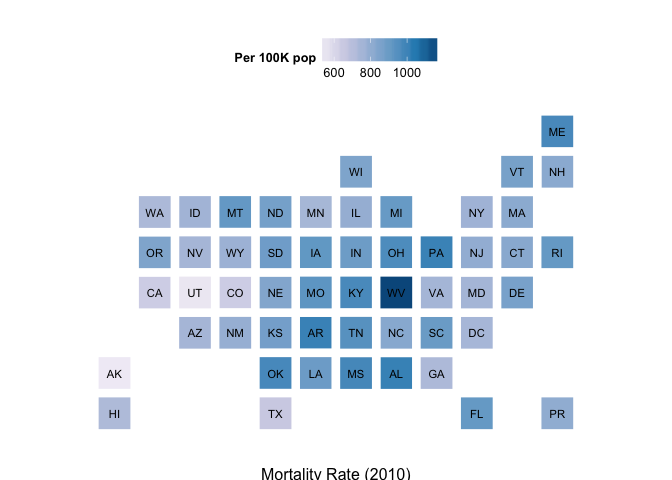 Per 100K pop
600 800 1000
ME
WI VT NH
WA ID MT ND MN IL MI NY MA
OR NV WY SD IA IN OH PA NJ CT RI
CA UT CO NE MO KY WV VA MD DE
AZ NM KS AR TN NC SC DC
AK OK LA MS AL GA
HI TX FL PR
Mortality Rate (2010)